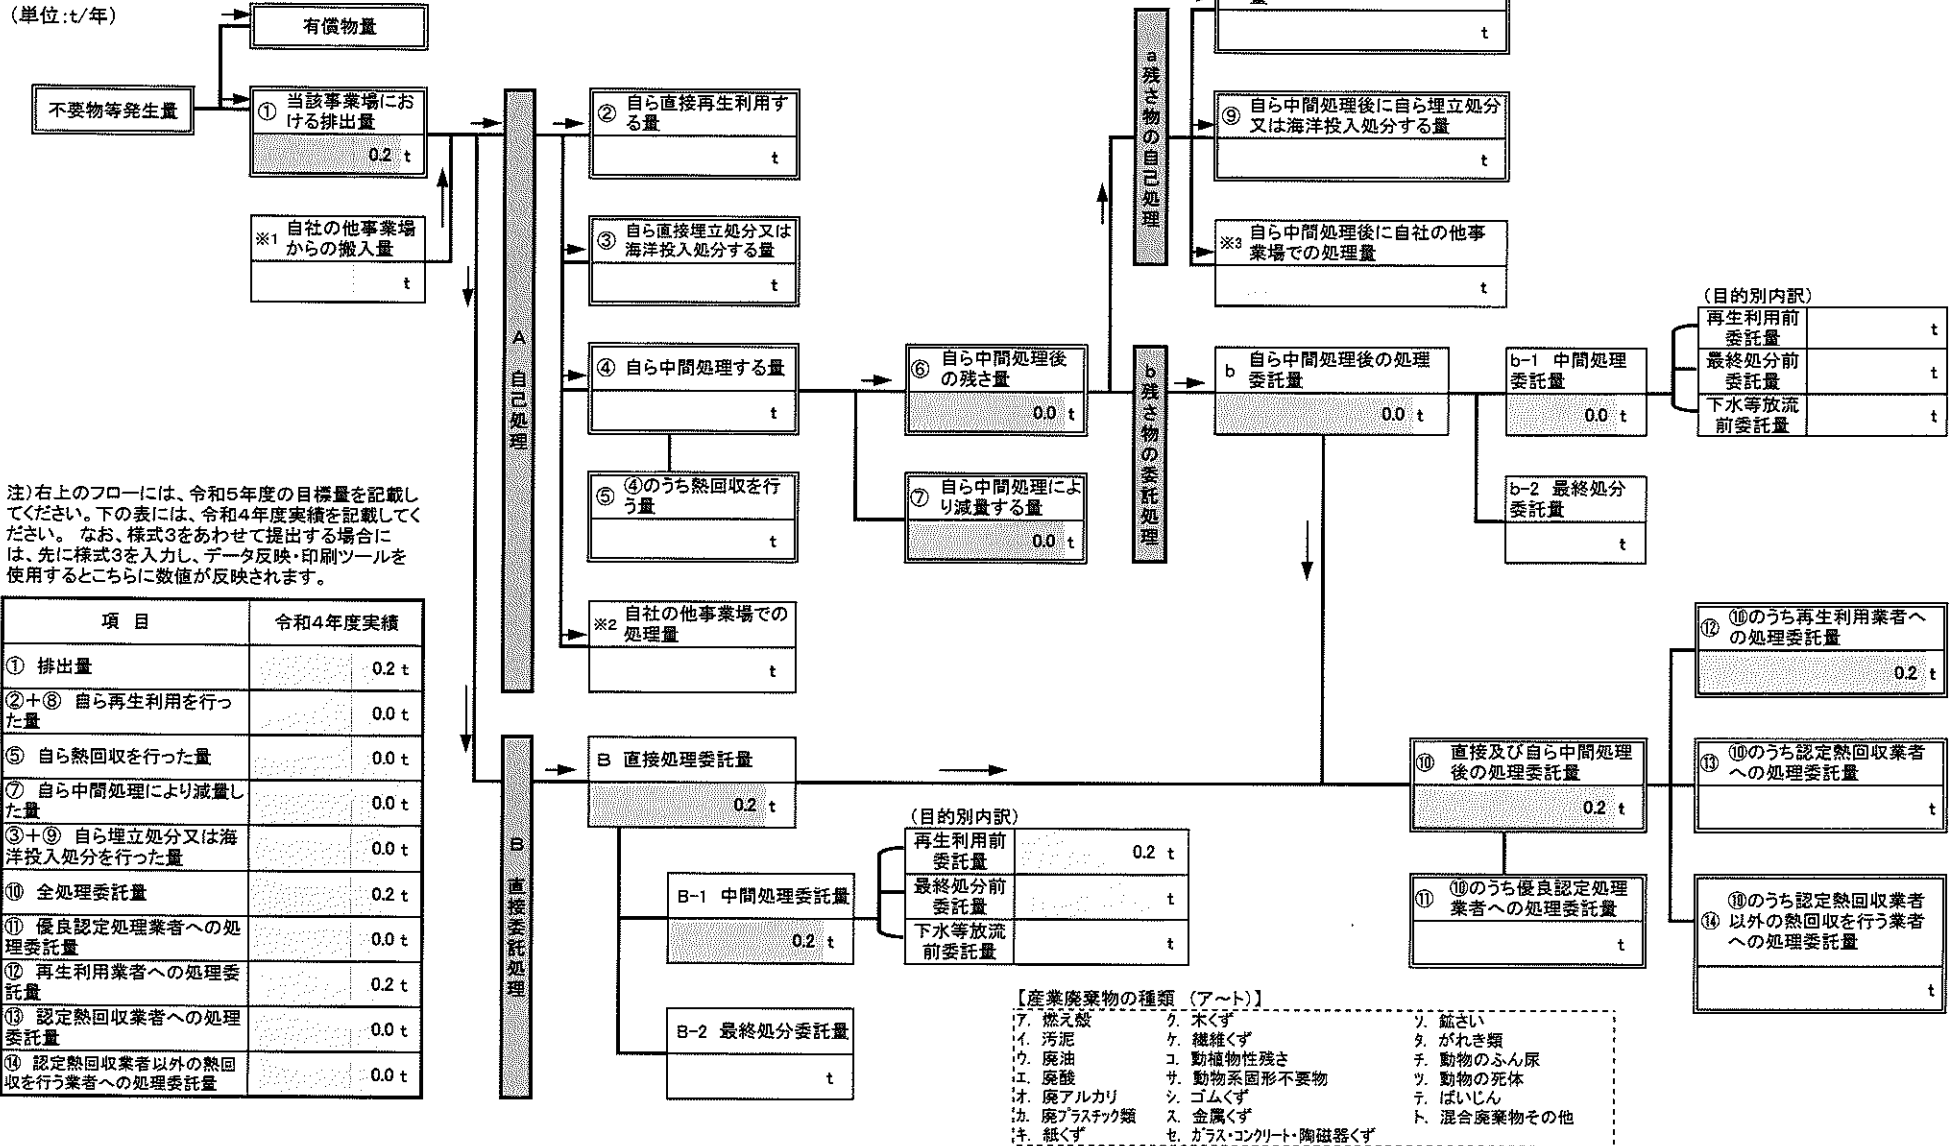 (単位:t/年)
有償物量
不要物等発生量
① 当該事業場にお
ける排出量
0.2 t
※1 自社の他事業場
からの搬入量
t
A 自己処理
② 自ら直接再生利用す
る量
t
③ 自ら直接埋立処分又は
海洋投入処分する量
t
④ 自ら中間処理する量
t
⑤ ④のうち熱回収を行
う量
t
※2 自社の他事業場での
処理量
t
⑥ 自ら中間処理後
の残さ量
0.0 t
⑦ 自ら中間処理によ
り減量する量
0.0 t
a 残さ物の自己処理
t
⑨ 自ら中間処理後に自ら埋立処分
又は海洋投入処分する量
t
※3 自ら中間処理後に自社の他事
業場での処理量
t
b 残さ物の委託処理
b 自ら中間処理後の処理
委託量
0.0 t
b-1 中間処理
委託量
0.0 t
(目的別内訳)
再生利用前
委託量
t
最終処分前
委託量
t
下水等放流
前委託量
t
b-2 最終処分
委託量
t
注)右上のフローには、令和5年度の目標量を記載し
てください。下の表には、令和4年度実績を記載してく
ださい。 なお、様式3をあわせて提出する場合に
は、先に様式3を入力し、データ反映・印刷ツールを
使用するとこちらに数値が反映されます。
項 目 令和4年度実績
① 排出量 0.2 t
②+⑧ 自ら再生利用を行っ
た量 0.0 t
⑤ 自ら熱回収を行った量 0.0 t
⑦ 自ら中間処理により減量し
た量 0.0 t
③+⑨ 自ら埋立処分又は海
洋投入処分を行った量 0.0 t
⑩ 全処理委託量 0.2 t
⑪ 優良認定処理業者への処
理委託量 0.0 t
⑫ 再生利用業者への処理委
託量 0.2 t
⑬ 認定熱回収業者への処理
委託量 0.0 t
⑭ 認定熱回収業者以外の熱回
収を行う業者への処理委託量 0.0 t
B 直接委託処理
B 直接処理委託量
0.2 t
B-1 中間処理委託量
0.2 t
(目的別内訳)
再生利用前
委託量
0.2 t
最終処分前
委託量
t
下水等放流
前委託量
t
B-2 最終処分委託量
t
⑩ 直接及び自ら中間処理
後の処理委託量
0.2 t
⑪ ⑩のうち優良認定処理
業者への処理委託量
t
⑫ ⑩のうち再生利用業者へ
の処理委託量
0.2 t
⑬ ⑩のうち認定熱回収業者
への処理委託量
t
⑭ ⑩のうち認定熱回収業者
以外の熱回収を行う業者
への処理委託量
t
【産業廃棄物の種類 (ア～ト)】
ア. 燃え殻 ク. 木くず ソ. 鉱さい
イ. 汚泥 ケ. 繊維くず タ. がれき類
ウ. 廃油 コ. 動植物性残さ チ. 動物のふん尿
エ. 廃酸 サ. 動物系固形不要物 ツ. 動物の死体
オ. 廃アルカリ シ. ゴムくず テ. ばいじん
カ. 廃プラスチック類 ス. 金属くず ト. 混合廃棄物その他
キ. 紙くず セ. ガラス・コンクリート・陶磁器くず